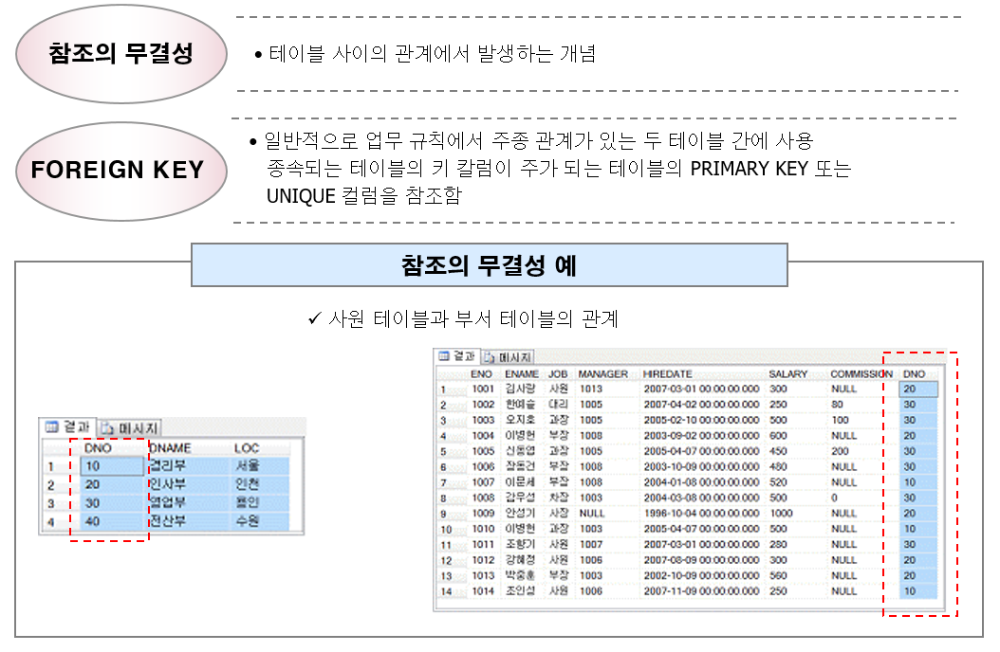 참조의 무결성
• 테이블 사이의 관계에서 발생하는 개념
FOREIGN KEY
• 일반적으로 업무 규칙에서 주종 관계가 있는 두 테이블 간에 사용
종속되는 테이블의 키 칼럼이 주가 되는 테이블의 PRIMARY KEY 또는
UNIQUE 컬럼을 참조함
참조의 무결성 예
✓ 사원 테이블과 부서 테이블의 관계
결과 메시지
DNO DNAME LOC
1 10 경리부 서울
2 20 인사부 인천
3 30 영업부 용인
4 40 전산부 수원
결과 메시지
ENO ENAME JOB MANAGER HIREDATE SALARY COMMISSION DNO
1 1001 김사랑 사원 1013 2007-03-01 00:00:00.000 300 NULL 20
2 1002 한예슬 대리 1005 2007-04-02 00:00:00.000 250 80 30
3 1003 오지호 과장 1005 2005-02-10 00:00:00.000 500 100 30
4 1004 이병헌 부장 1008 2003-09-02 00:00:00.000 600 NULL 20
5 1005 신동엽 과장 1005 2005-04-07 00:00:00.000 450 200 30
6 1006 장동건 부장 1008 2003-10-09 00:00:00.000 480 NULL 30
7 1007 이문세 부장 1008 2004-01-08 00:00:00.000 520 NULL 10
8 1008 감우성 차장 1003 2004-03-08 00:00:00.000 500 0 30
9 1009 안성기 사장 NULL 1996-10-04 00:00:00.000 1000 NULL 20
10 1010 이병헌 과장 1003 2005-04-07 00:00:00.000 500 NULL 10
11 1011 조향기 사원 1007 2007-03-01 00:00:00.000 280 NULL 30
12 1012 강혜정 사원 1006 2007-08-09 00:00:00.000 300 NULL 20
13 1013 박중훈 부장 1003 2002-10-09 00:00:00.000 560 NULL 20
14 1014 조인성 사원 1006 2007-11-09 00:00:00.000 250 NULL 10